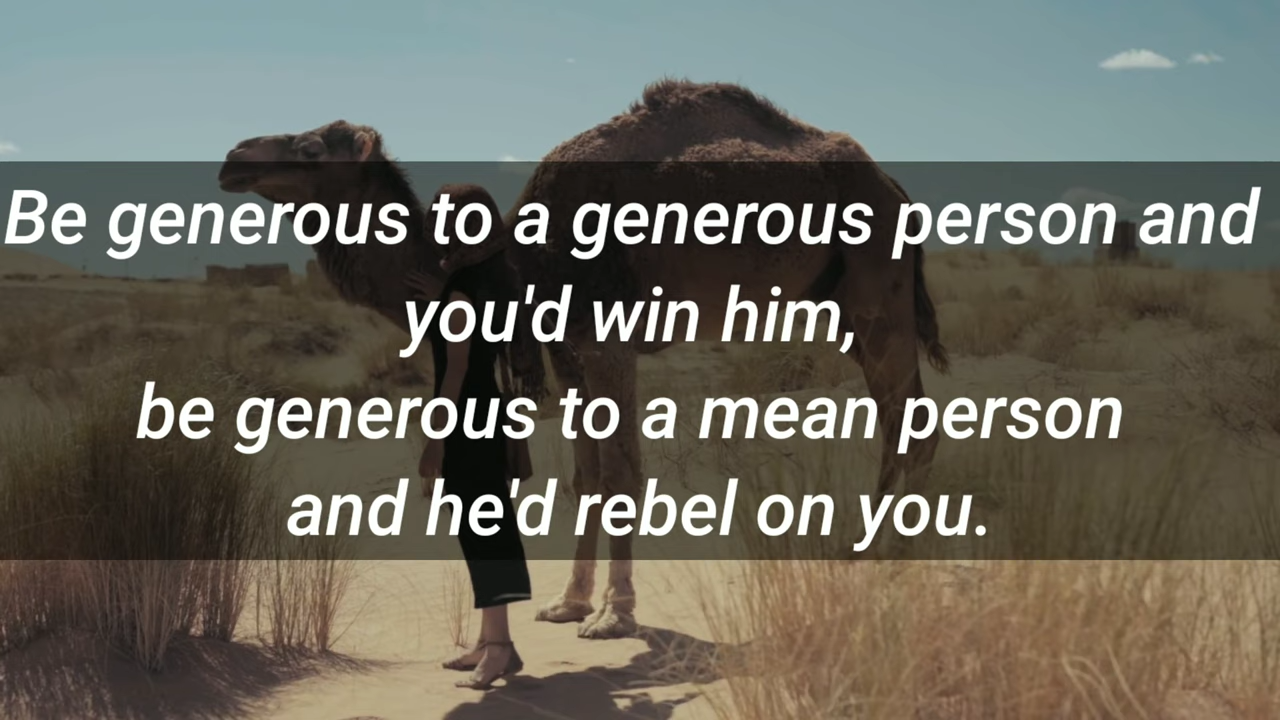 Be generous to a generous person and
you'd win him,
be generous to a mean person
and he'd rebel on you.